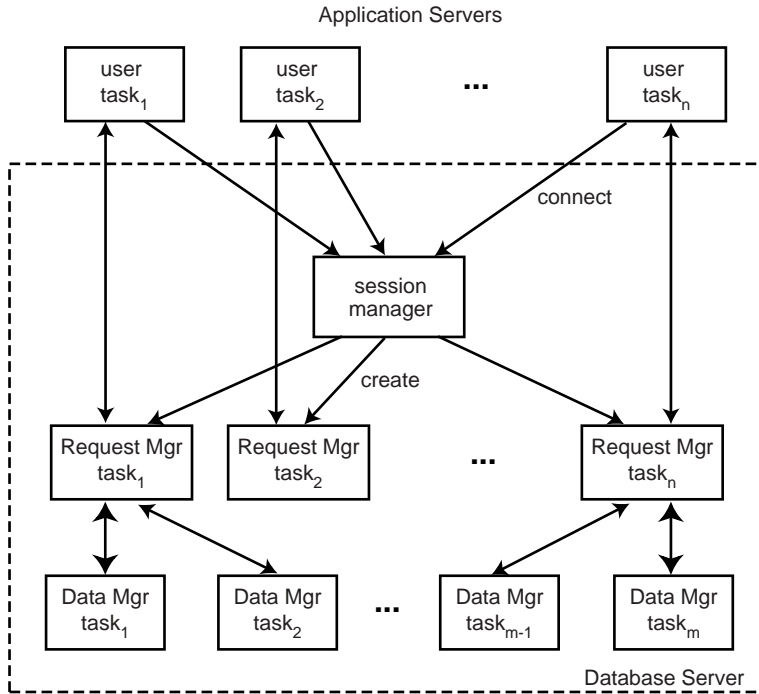 Application Servers
user
task1
user
task2
...
user
taskn
connect
session
manager
create
Request Mgr
task1
Request Mgr
task2
...
Request Mgr
taskn
Data Mgr
task1
Data Mgr
task2
...
Data Mgr
taskm-1
Data Mgr
taskm
Database Server